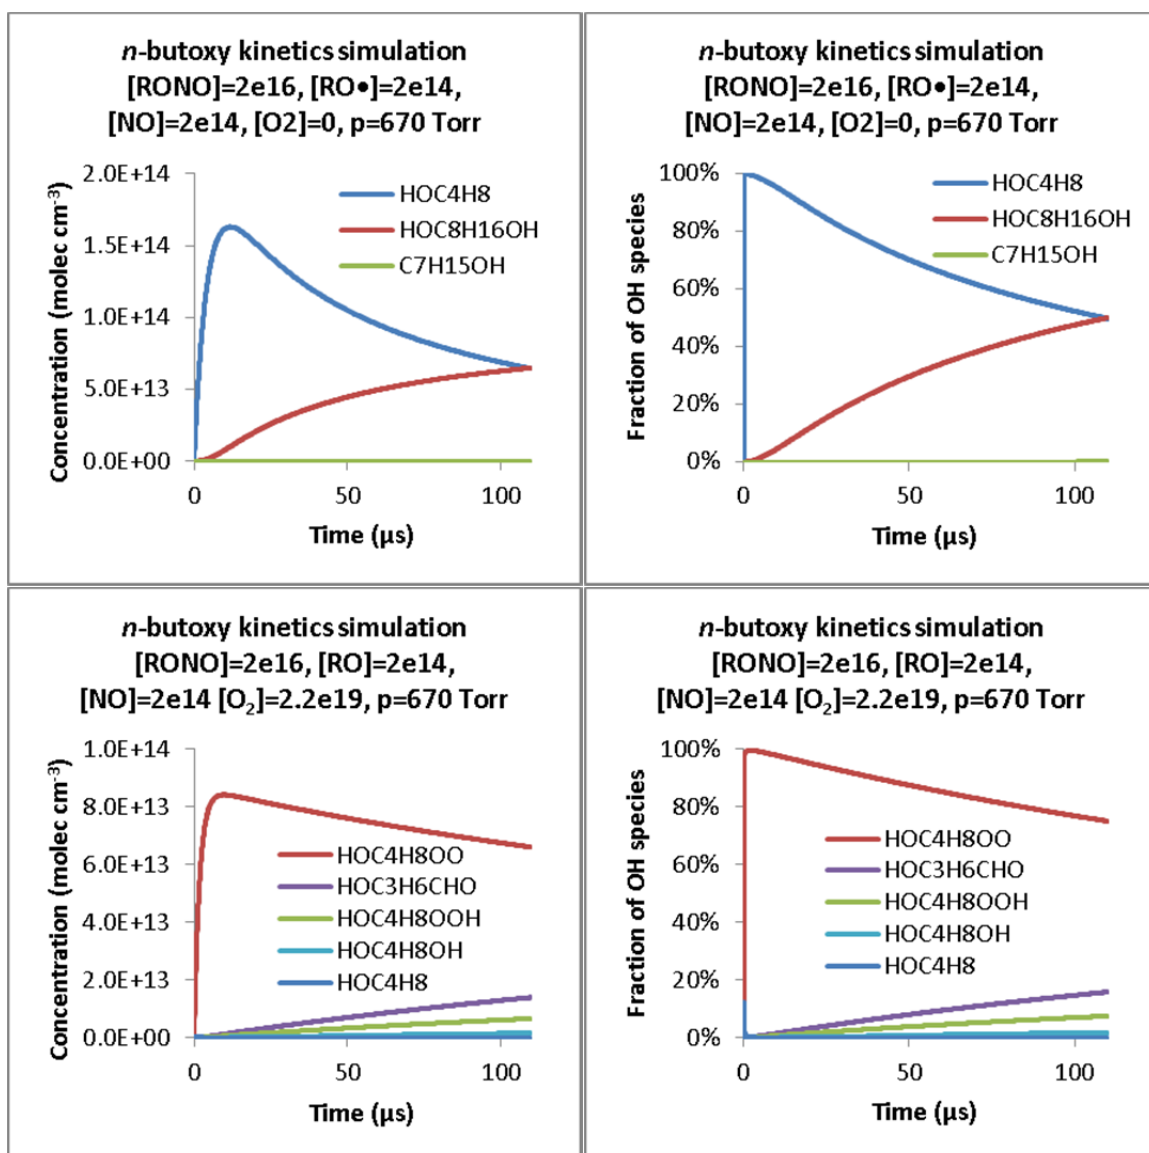 n-butoxy kinetics simulation
[RONO]=2e16, [RO•]=2e14,
[NO]=2e14, [O2]=0, p=670 Torr
Concentration (molec cm-3)
2.0E+14
1.5E+14
1.0E+14
5.0E+13
0.0E+00
HOC4H8
HOC8H16OH
C7H15OH
0
50
100
Time (µs)
n-butoxy kinetics simulation
[RONO]=2e16, [RO•]=2e14,
[NO]=2e14, [O2]=0, p=670 Torr
Fraction of OH species
100%
80%
60%
40%
20%
0%
HOC4H8
HOC8H16OH
C7H15OH
0
50
100
Time (µs)
n-butoxy kinetics simulation
[RONO]=2e16, [RO]=2e14,
[NO]=2e14 [O₂]=2.2e19, p=670 Torr
Concentration (molec cm⁻³)
1.0E+14
8.0E+13
6.0E+13
4.0E+13
2.0E+13
0.0E+00
HOC4H8OO
HOC3H6CHO
HOC4H8OOH
HOC4H8OH
HOC4H8
0
50
100
Time (µs)
n-butoxy kinetics simulation
[RONO]=2e16, [RO]=2e14,
[NO]=2e14 [O₂]=2.2e19, p=670 Torr
Fraction of OH species
100%
80%
60%
40%
20%
0%
HOC4H8OO
HOC3H6CHO
HOC4H8OOH
HOC4H8OH
HOC4H8
0
50
100
Time (µs)